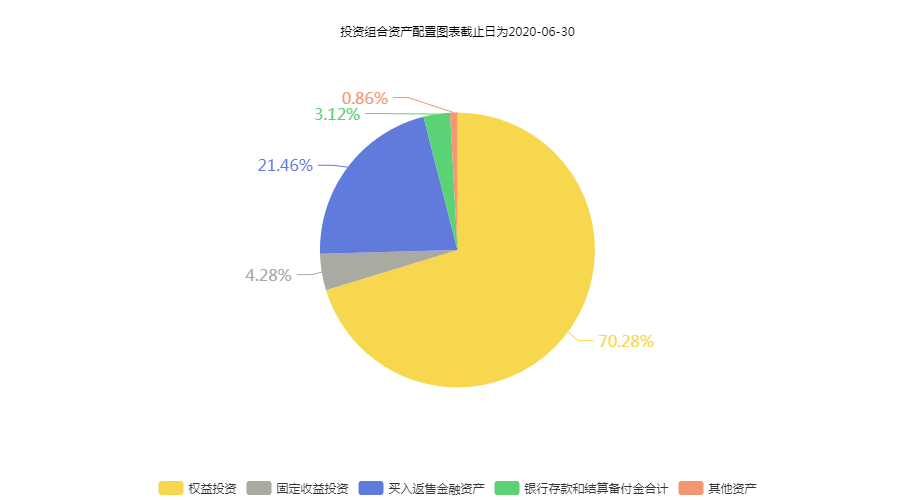 投资组合资产配置图表截止日为2020-06-30
0.86%
3.12%
21.46%
4.28%
70.28%
权益投资 固定收益投资 买入返售金融资产 银行存款和结算备付金合计 其他资产